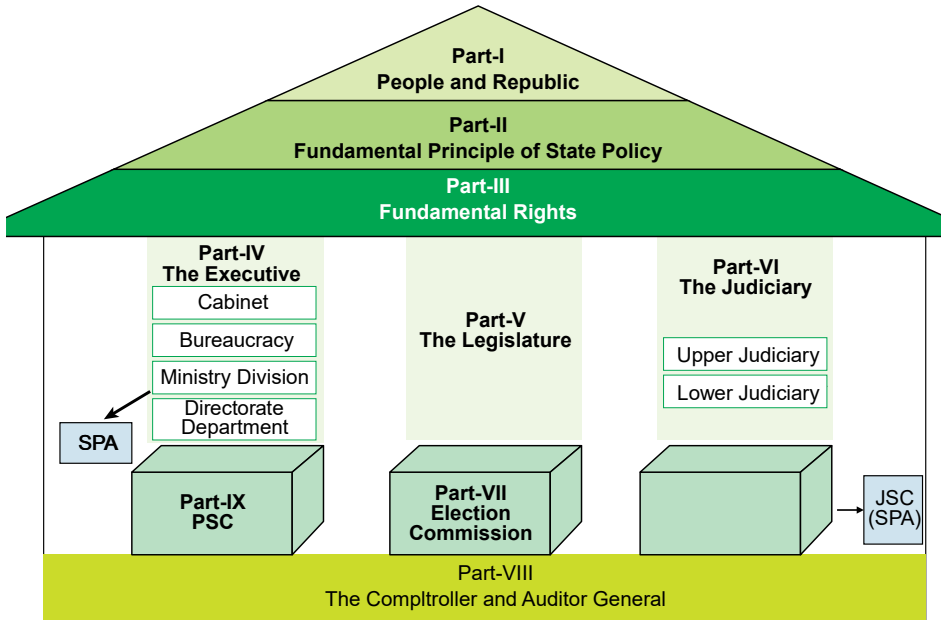 Part-I
People and Republic
Part-II
Fundamental Principle of State Policy
Part-III
Fundamental Rights
Part-IV
The Executive
Cabinet
Bureaucracy
Ministry Division
Directorate
Department
SPA
Part-V
The Legislature
Part-VI
The Judiciary
Upper Judiciary
Lower Judiciary
Part-IX
PSC
Part-VII
Election
Commission
JSC
(SPA)
Part-VIII
The Compltroller and Auditor General